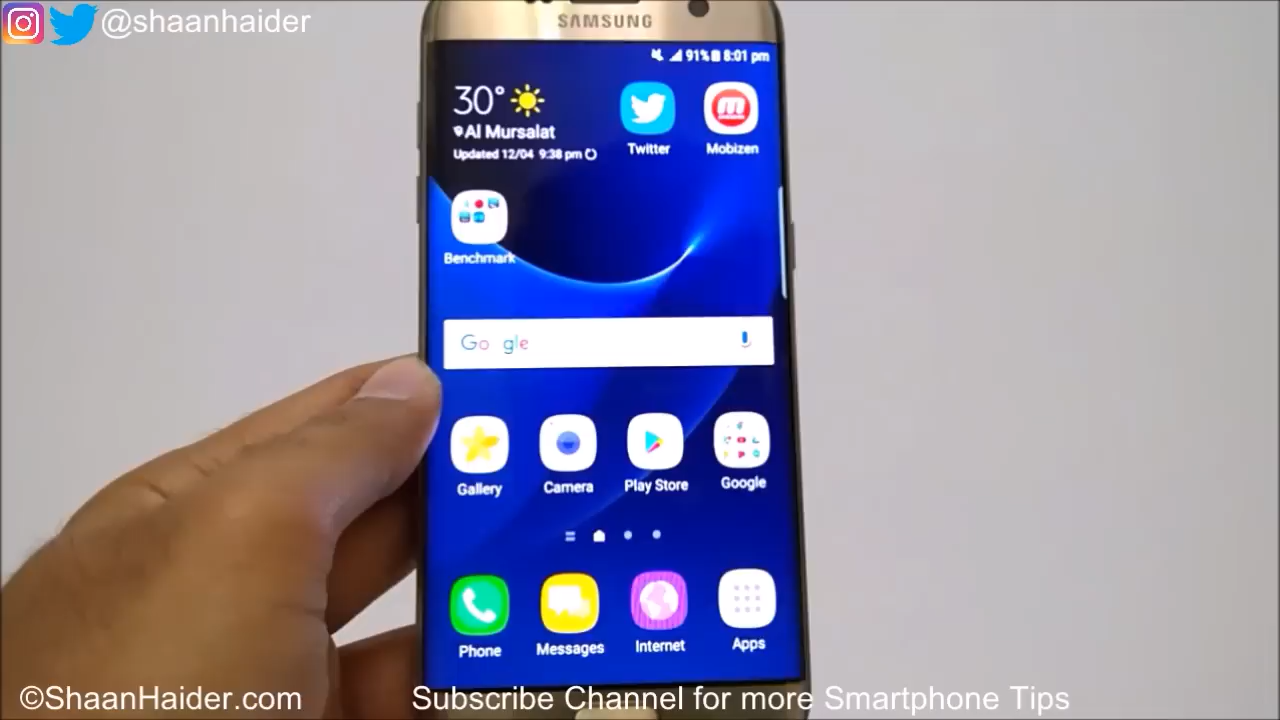 @shaanhaider
SAMSUNG
91% 8:01 pm
30°
Al Mursalat
Updated 12/04 9:38 pm
Twitter
m
Mobizen
Benchmark
Google
Gallery
Camera
Play Store
Google
Phone
Messages
Internet
Apps
©ShaanHaider.com
Subscribe Channel for more Smartphone Tips